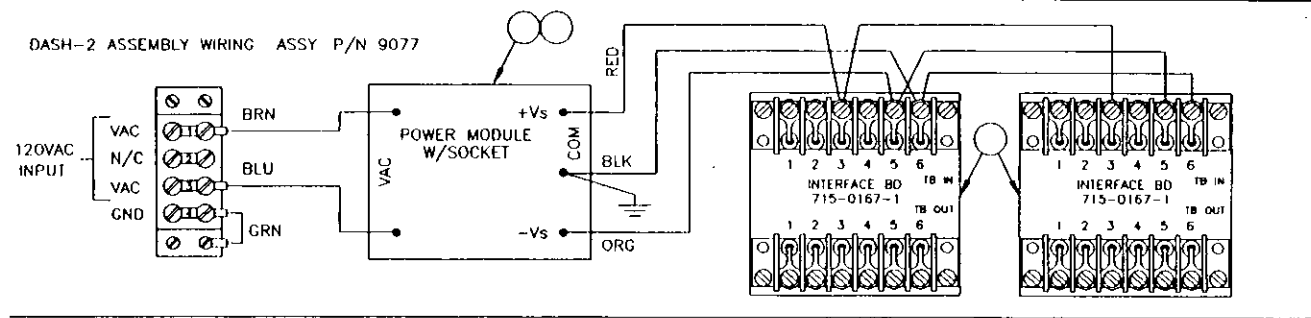 DASH-2 ASSEMBLY WIRING ASSY P/N 9077
120VAC
INPUT
VAC
N/C
VAC
GND
1
2
3
4
BRN
BLU
GRN
VAC
POWER MODULE
W/SOCKET
+Vs
COM
-Vs
RED
BLK
ORG
1 2 3 4 5 6
TB IN
INTERFACE BD
715-0167-1
TB OUT
1 2 3 4 5 6
1 2 3 4 5 6
TB IN
INTERFACE BD
715-0167-1
TB OUT
1 2 3 4 5 6